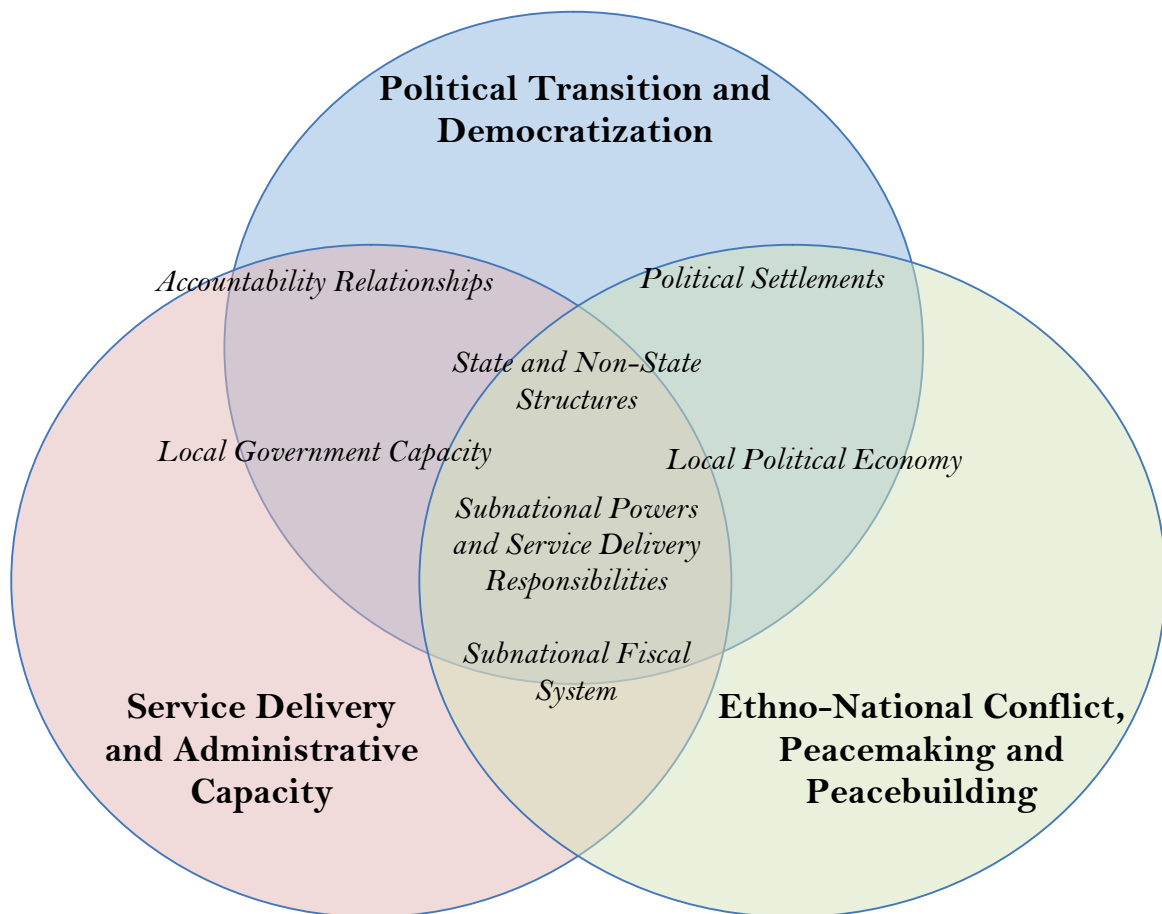 Political Transition and
Democratization
Accountability Relationships
Political Settlements
State and Non-State
Structures
Local Government Capacity
Local Political Economy
Subnational Powers
and Service Delivery
Responsibilities
Subnational Fiscal
System
Service Delivery
and Administrative
Capacity
Ethno-National Conflict,
Peacemaking and
Peacebuilding